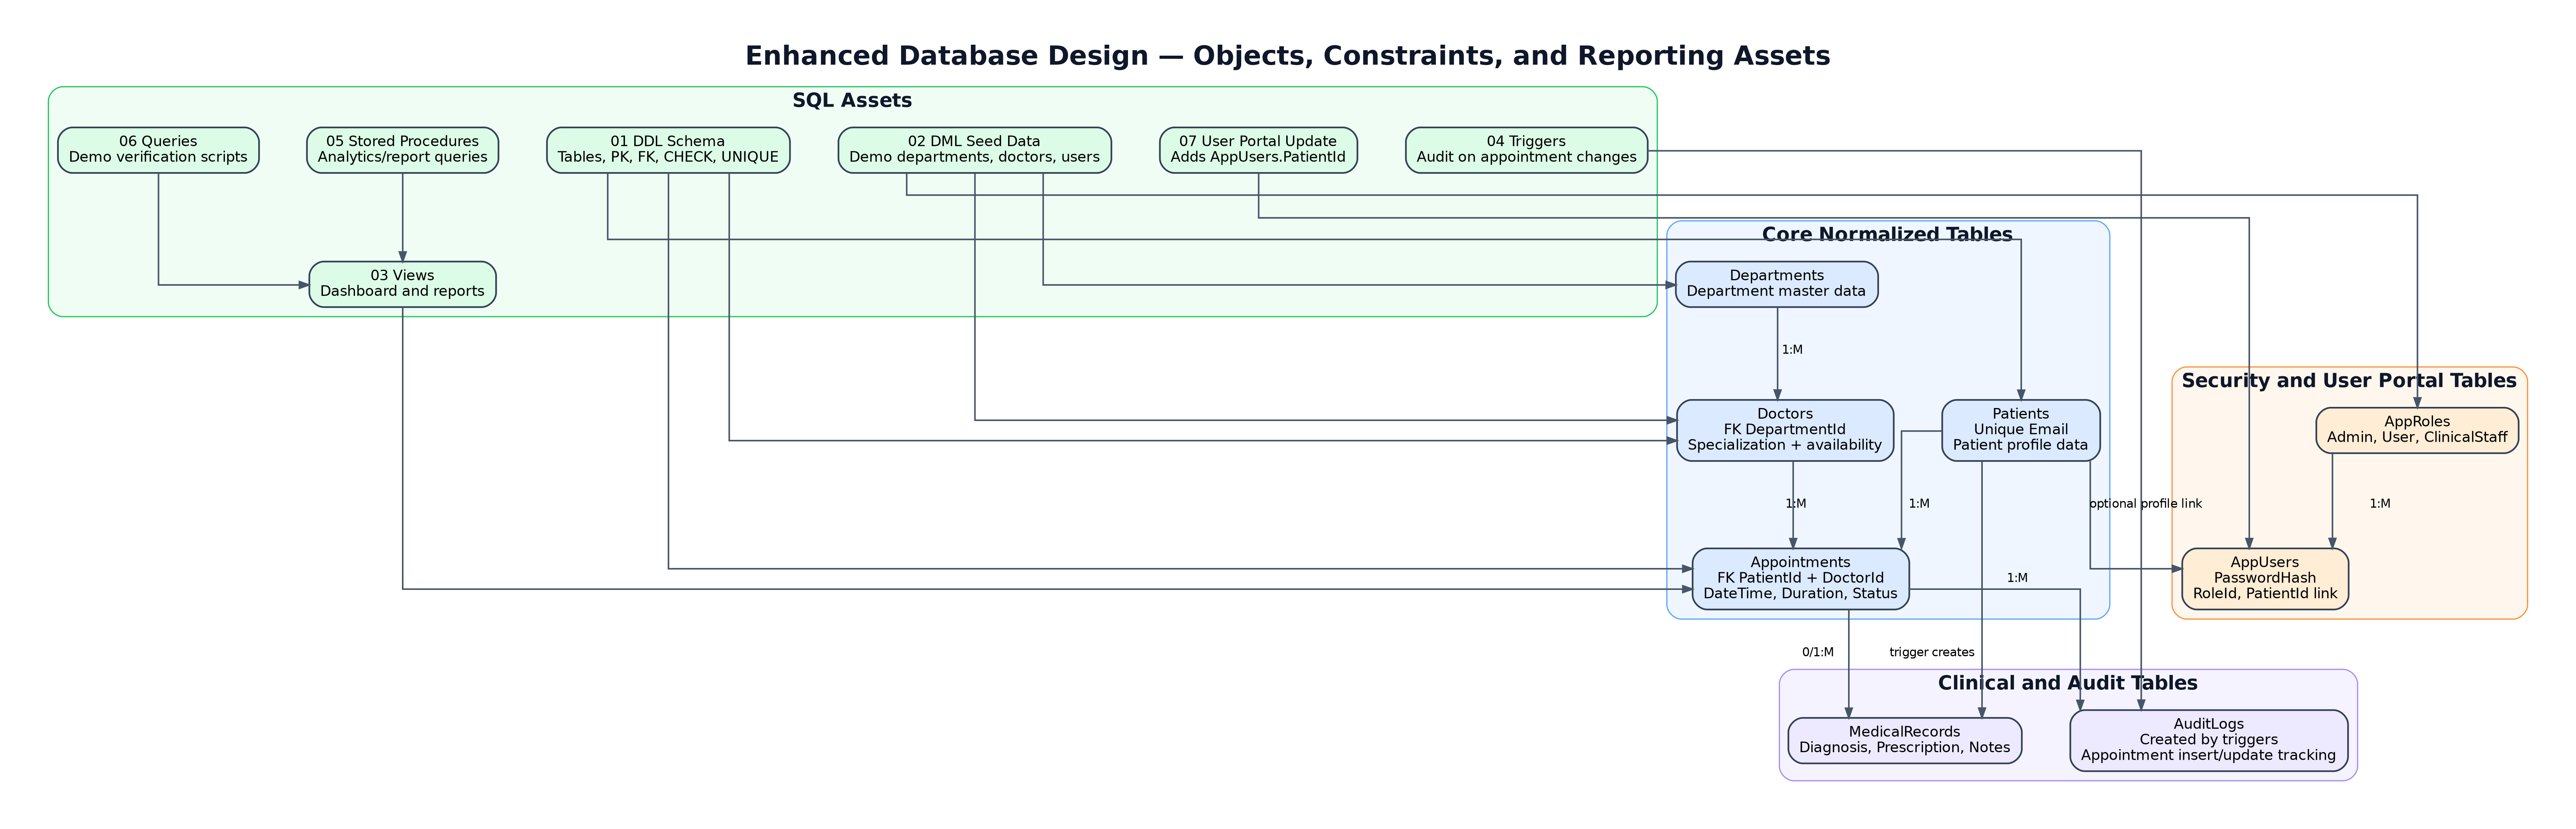 Enhanced Database Design — Objects, Constraints, and Reporting Assets
SQL Assets
06 Queries
Demo verification scripts
05 Stored Procedures
Analytics/report queries
01 DDL Schema
Tables, PK, FK, CHECK, UNIQUE
02 DML Seed Data
Demo departments, doctors, users
07 User Portal Update
Adds AppUsers.PatientId
04 Triggers
Audit on appointment changes
03 Views
Dashboard and reports
Core Normalized Tables
Departments
Department master data
1:M
Doctors
FK DepartmentId
Specialization + availability
Patients
Unique Email
Patient profile data
1:M
1:M
optional profile link
Appointments
FK PatientId + DoctorId
DateTime, Duration, Status
1:M
Security and User Portal Tables
AppRoles
Admin, User, ClinicalStaff
1:M
AppUsers
PasswordHash
RoleId, PatientId link
0/1:M
trigger creates
Clinical and Audit Tables
MedicalRecords
Diagnosis, Prescription, Notes
AuditLogs
Created by triggers
Appointment insert/update tracking